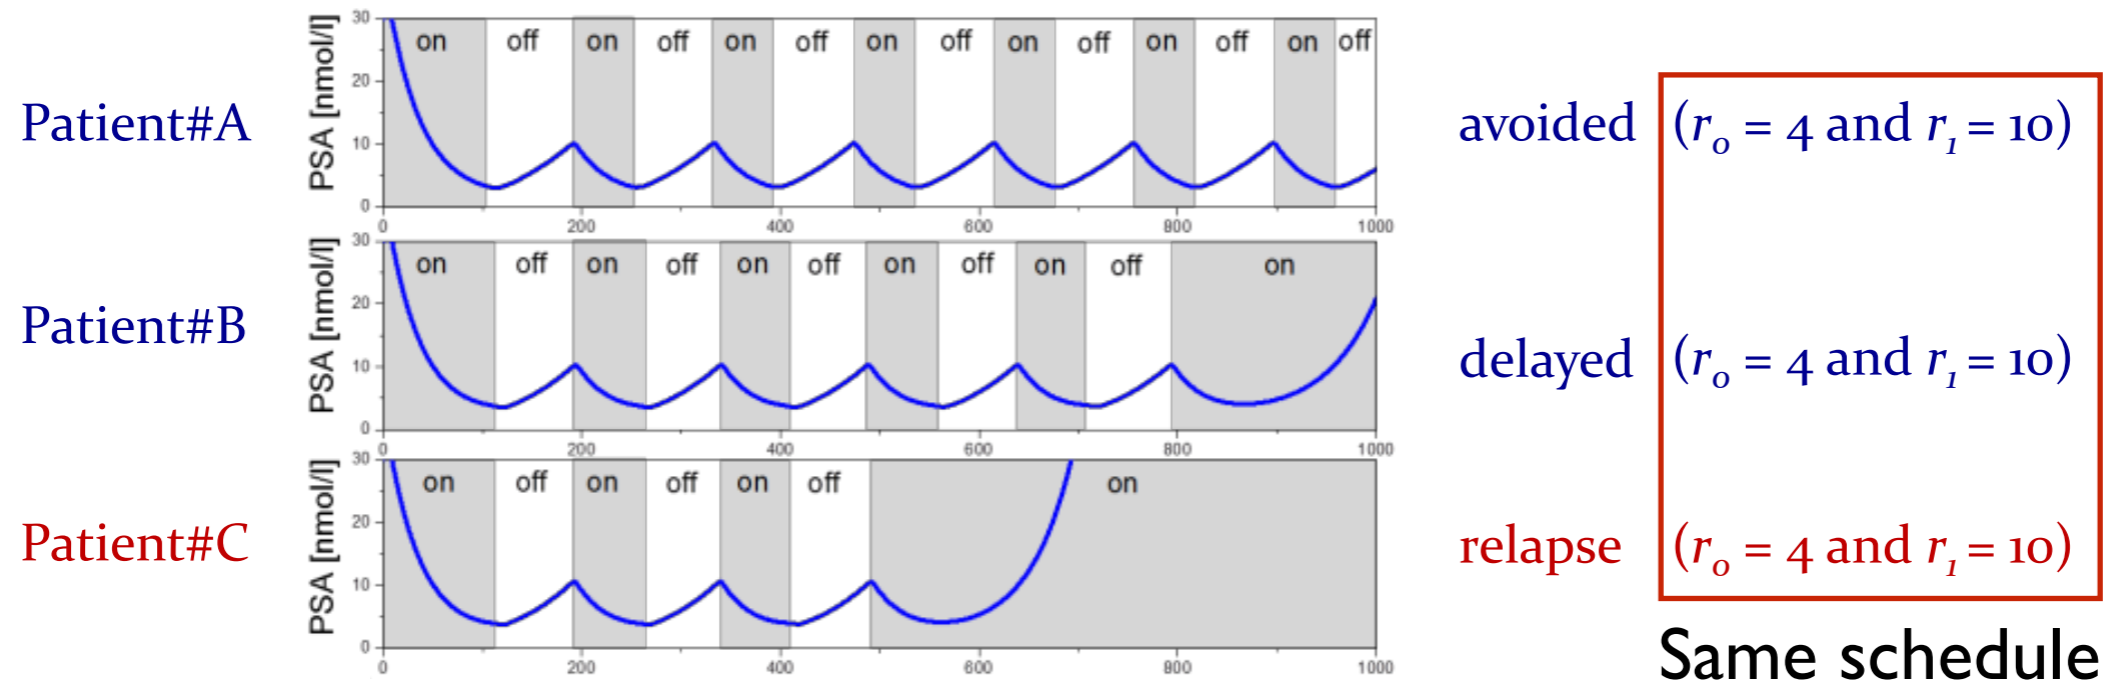 Patient#A
PSA [nmol/l]
30
20
10
0
on off on off on off on off on off on off on off
0 200 400 600 800 1000
avoided (r₀ = 4 and r₁ = 10)
Patient#B
PSA [nmol/l]
30
20
10
0
on off on off on off on off on off on
0 200 400 600 800 1000
delayed (r₀ = 4 and r₁ = 10)
Patient#C
PSA [nmol/l]
30
20
10
0
on off on off on off on
0 200 400 600 800 1000
relapse (r₀ = 4 and r₁ = 10)
Same schedule